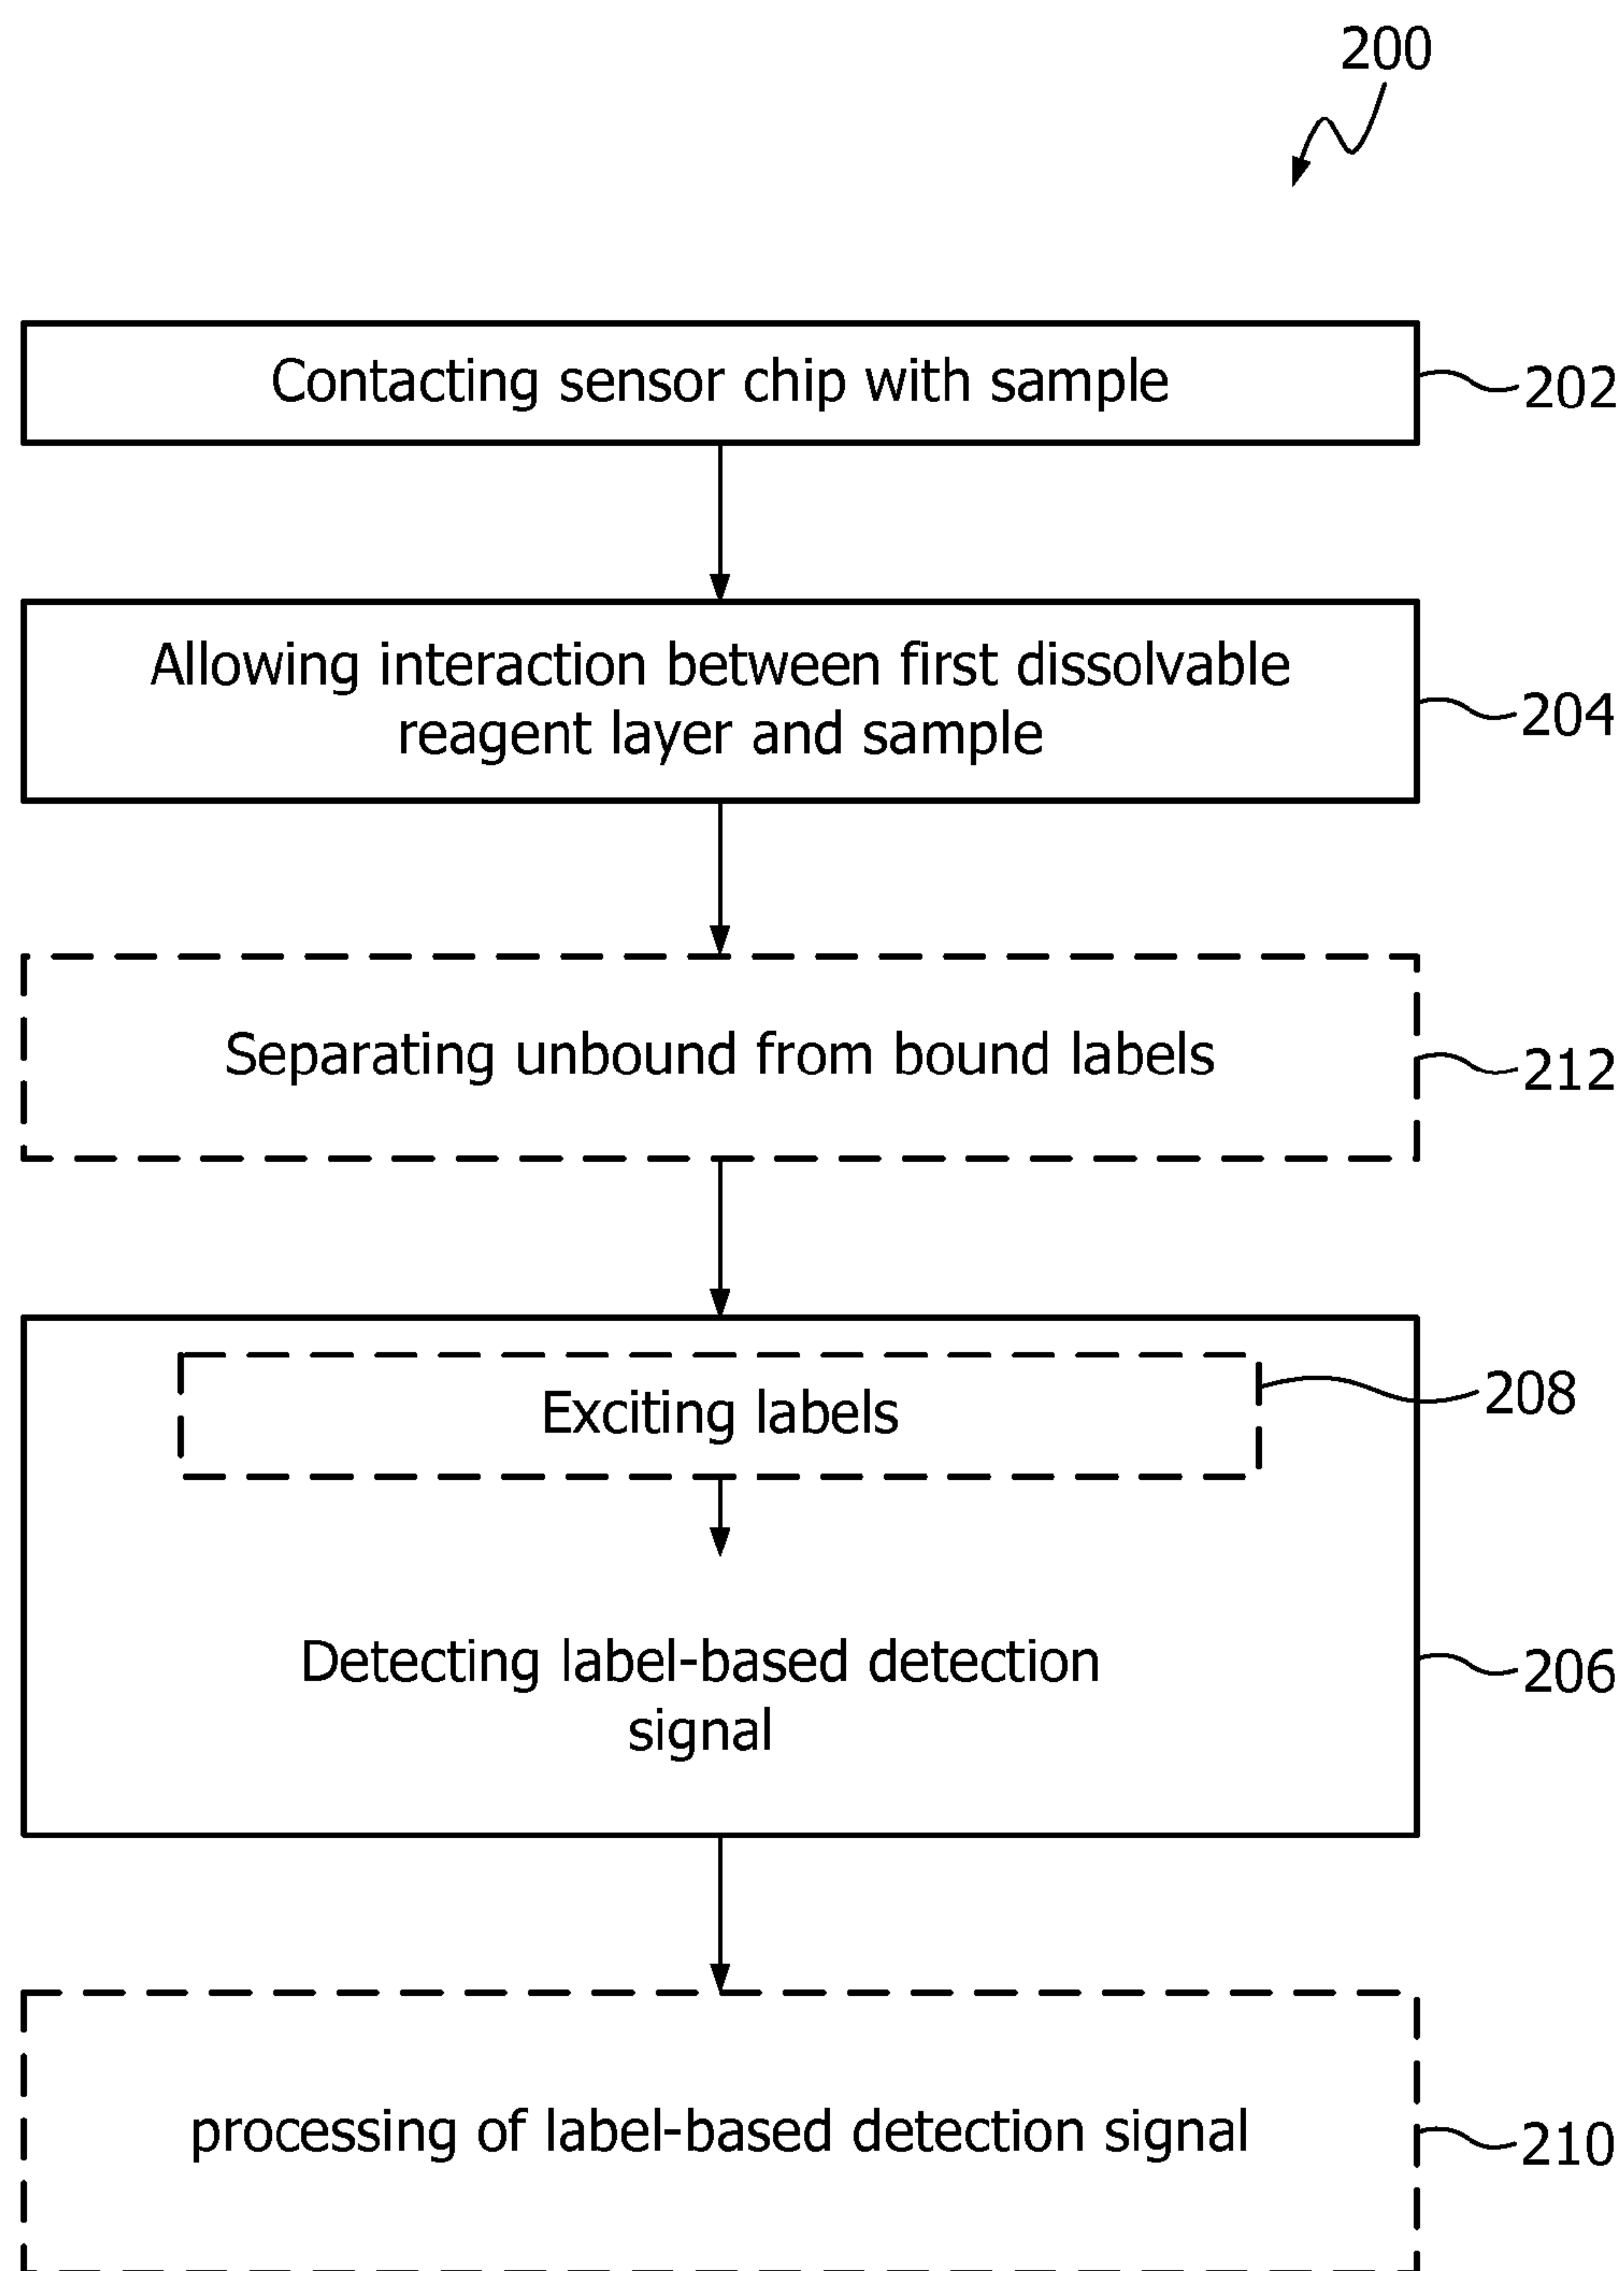 200
Contacting sensor chip with sample
202
Allowing interaction between first dissolvable
reagent layer and sample
204
Separating unbound from bound labels
212
Exciting labels
208
Detecting label-based detection
signal
206
processing of label-based detection signal
210